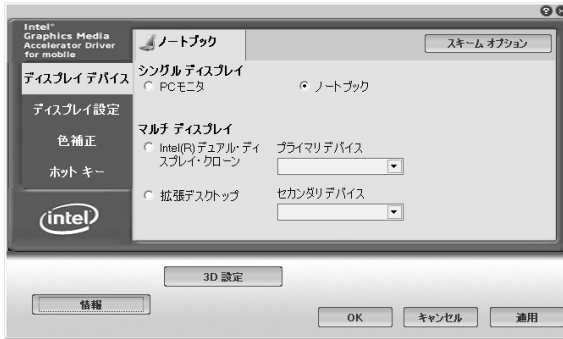 Intel®
Graphics Media
Accelerator Driver
for mobile
ディスプレイ デバイス
ディスプレイ設定
色補正
ホット キー
intel
ノートブック
スキーム オプション
シングル ディスプレイ
PCモニタ
ノートブック
マルチ ディスプレイ
Intel(R) デュアル・ディ
スプレイ・クローン
プライマリ デバイス
拡張デスクトップ
セカンダリ デバイス
3D 設定
情報
OK
キャンセル
適用